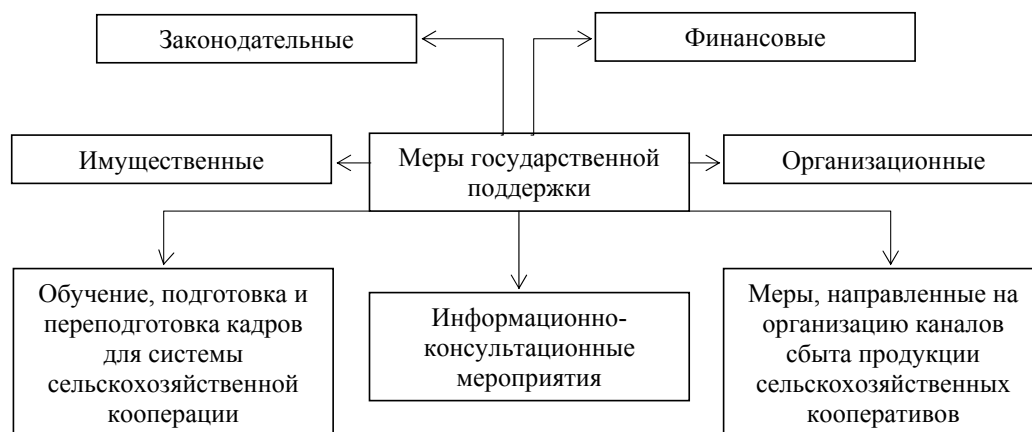 Законодательные
Финансовые
Имущественные
Меры государственной
поддержки
Организационные
Обучение, подготовка и
переподготовка кадров
для системы
сельскохозяйственной
кооперации
Информационно-
консультационные
мероприятия
Меры, направленные на
организацию каналов
сбыта продукции
сельскохозяйственных
кооперативов